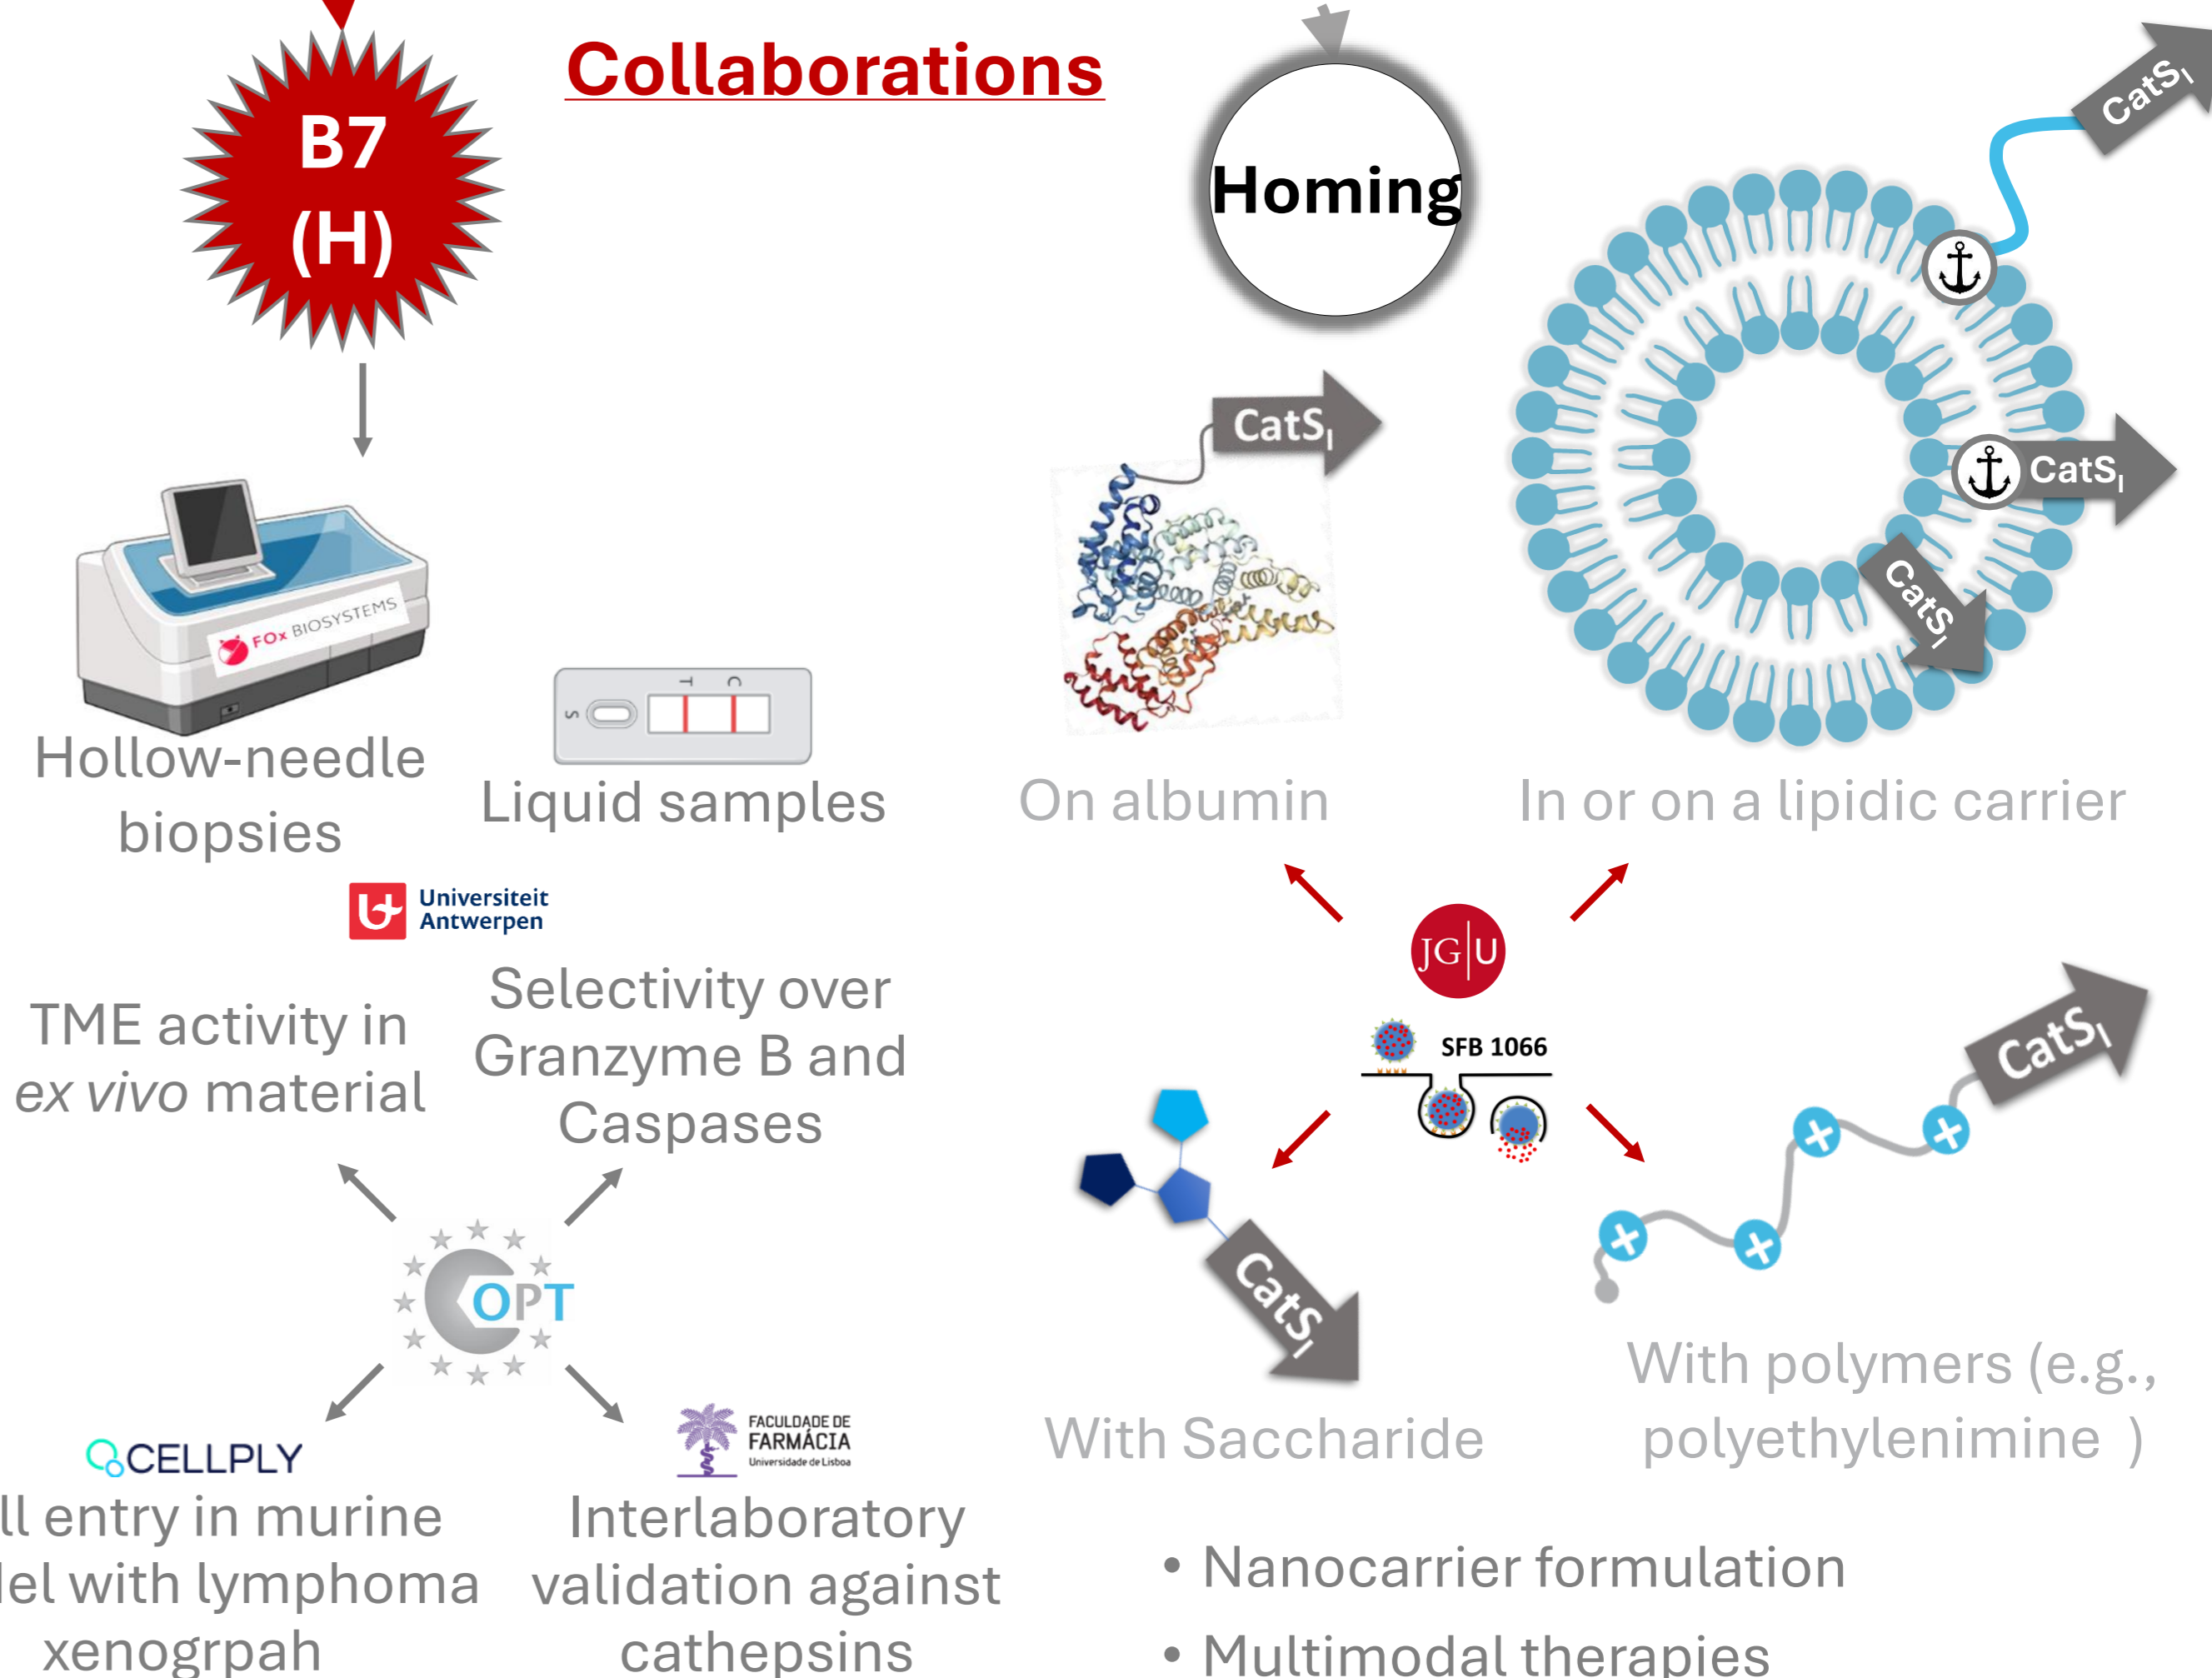 Collaborations
B7
(H)
Homing
CatSI
CatSI
CatSI
CatSI
FOx BIOSYSTEMS
T C
S
Hollow-needle
biopsies
Liquid samples
On albumin
In or on a lipidic carrier
Universiteit
Antwerpen
JG|U
SFB 1066
TME activity in
ex vivo material
Selectivity over
Granzyme B and
Caspases
OPT
CatSI
CatSI
With Saccharide
With polymers (e.g.,
polyethylenimine )
CELLPLY
ll entry in murine
del with lymphoma
xenogrpah
FACULDADE DE
FARMÁCIA
Universidade de Lisboa
Interlaboratory
validation against
cathepsins
• Nanocarrier formulation
• Multimodal therapies